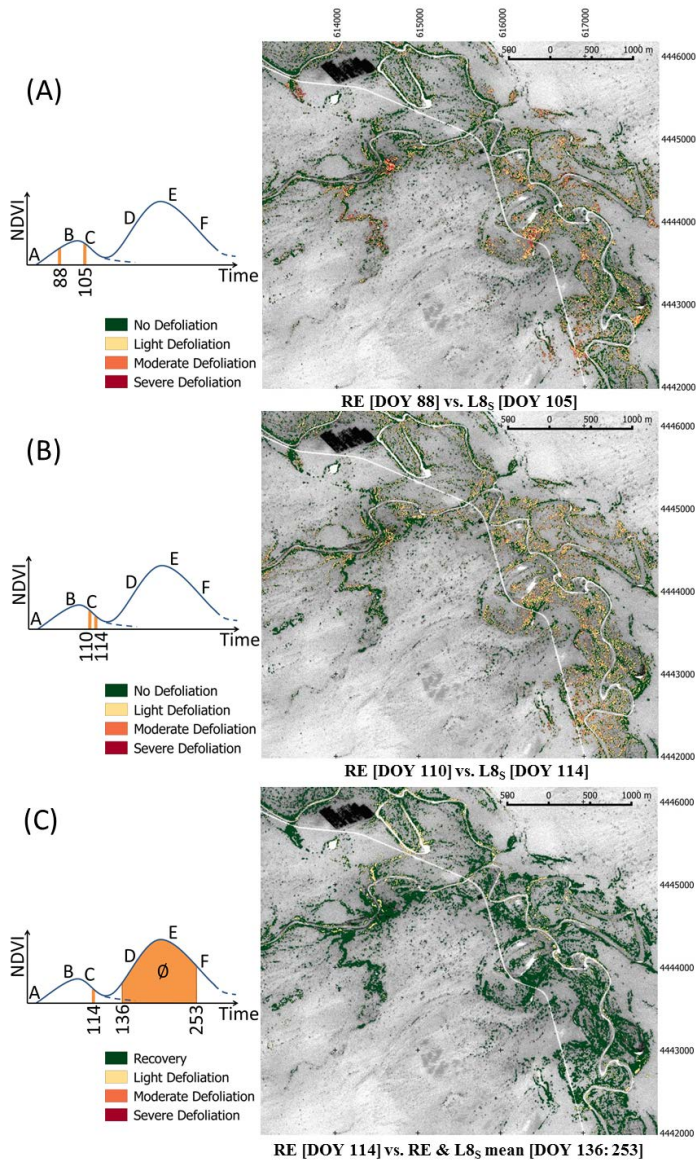 614000 615000 616000 617000
(A)
500 0 500 1000 m
4446000
4445000
4444000
4443000
4442000
NDVI
A B C D E F
Time
88 105
No Defoliation
Light Defoliation
Moderate Defoliation
Severe Defoliation
RE [DOY 88] vs. L8S [DOY 105]
(B)
500 0 500 1000 m
4446000
4445000
4444000
4443000
4442000
NDVI
A B C D E F
Time
110 114
No Defoliation
Light Defoliation
Moderate Defoliation
Severe Defoliation
RE [DOY 110] vs. L8S [DOY 114]
(C)
500 0 500 1000 m
4446000
4445000
4444000
4443000
4442000
NDVI
A B C D E F
Ø
Time
114 136 253
Recovery
Light Defoliation
Moderate Defoliation
Severe Defoliation
RE [DOY 114] vs. RE & L8S mean [DOY 136: 253]